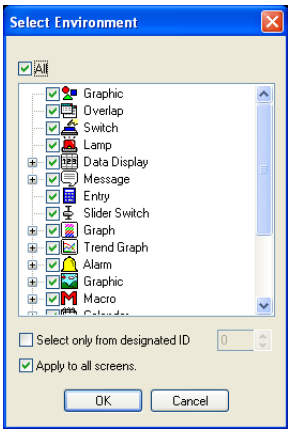 Select Environment
All
Graphic
Overlap
Switch
Lamp
Data Display
Message
Entry
Slider Switch
Graph
Trend Graph
Alarm
Graphic
Macro
Calendar
Select only from designated ID
0
Apply to all screens.
OK
Cancel